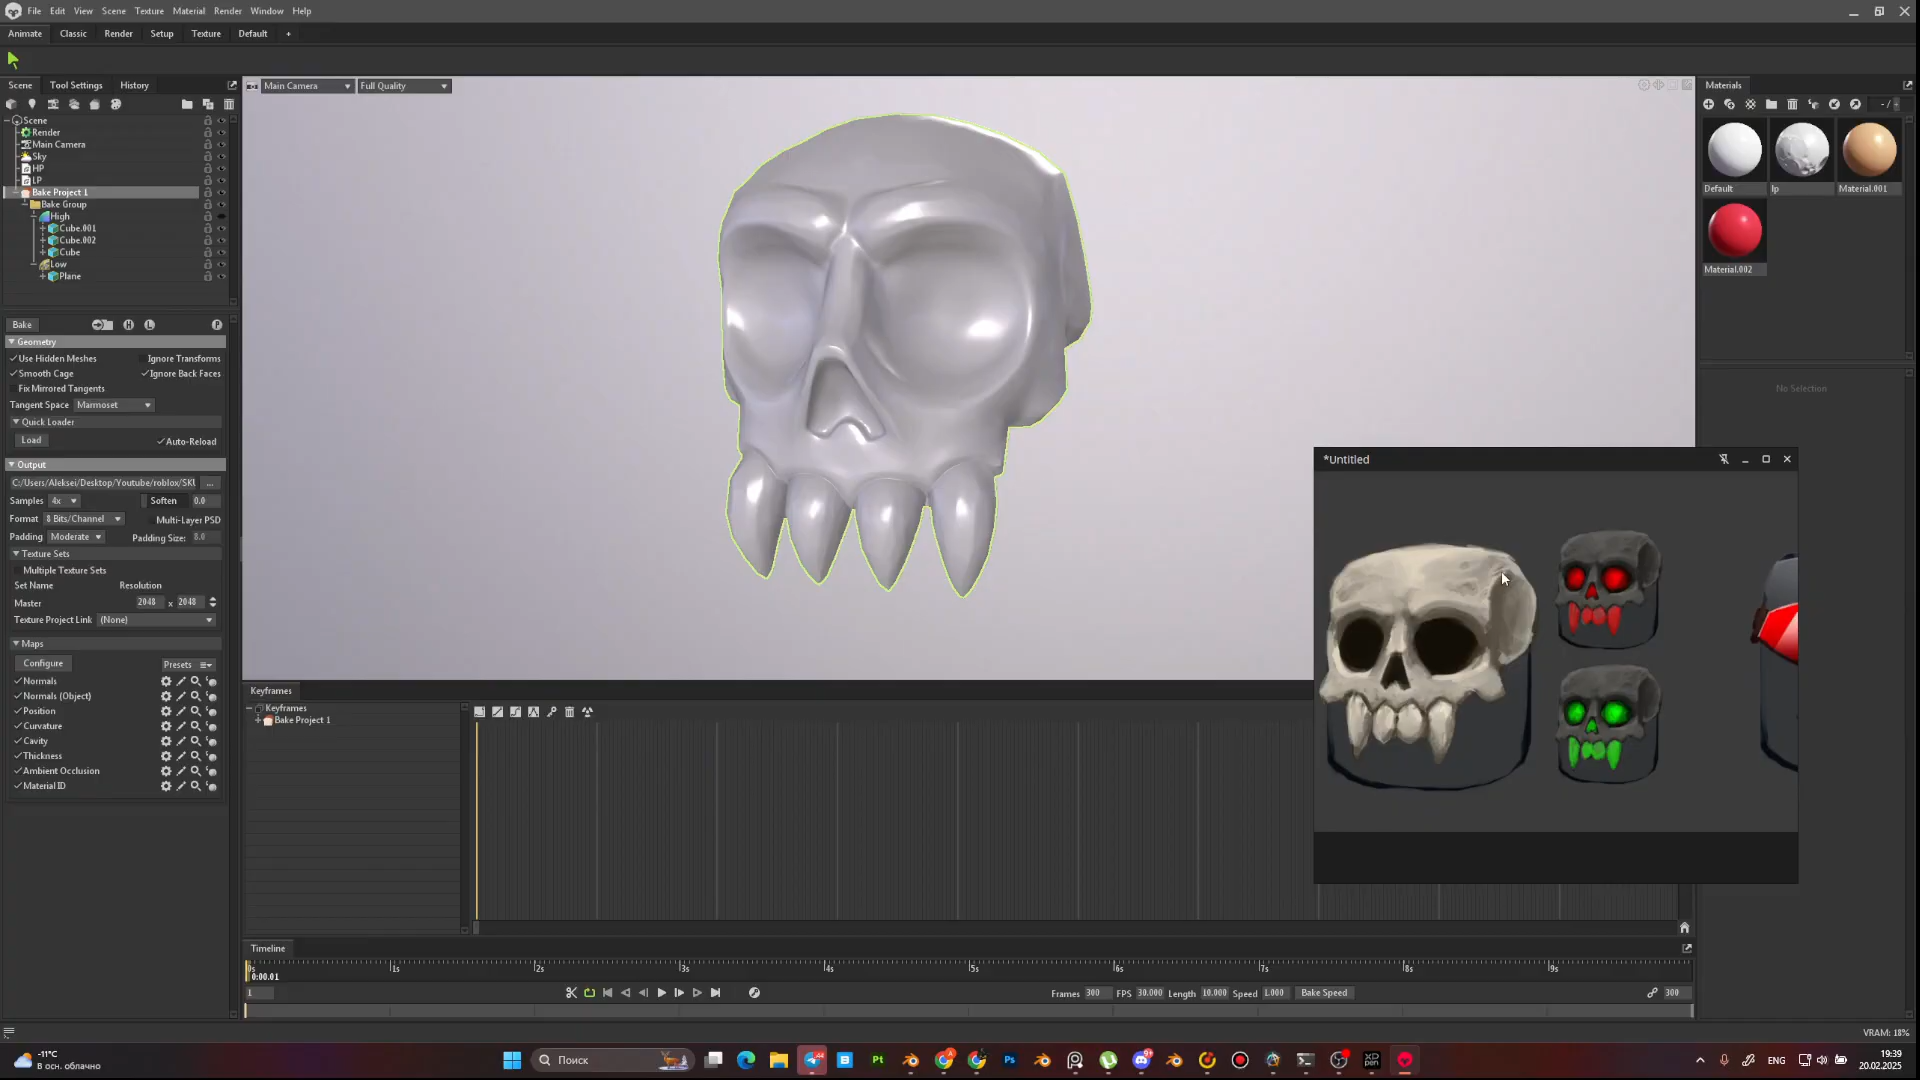 File Edit View Scene Texture Material Render Window Help
Animate Classic Render Setup Texture Default +
Scene Tool Settings History
Main Camera Full Quality
Materials
Scene
Render
Main Camera
Sky
HP
LP
Bake Project 1
Bake Group
High
Cube.001
Cube.002
Cube
Low
Plane
Default lp Material.001
Material.002
No Selection
Bake
Geometry
Use Hidden Meshes Ignore Transforms
Smooth Cage Ignore Back Faces
Fix Mirrored Tangents
Tangent Space Marmoset
Quick Loader
Load Auto-Reload
Output
C:/Users/Aleksei/Desktop/Youtube/roblox/SKU ...
Samples 4x Soften 0.0
Format 8 Bits/Channel Multi-Layer PSD
Padding Moderate Padding Size: 8.0
Texture Sets
Multiple Texture Sets
Set Name Resolution
Master 2048 x 2048
Texture Project Link (None)
Maps
Configure Presets
Normals
Normals (Object)
Position
Curvature
Cavity
Thickness
Ambient Occlusion
Material ID
*Untitled
Keyframes
Keyframes
Bake Project 1
Timeline
0s 1s 2s 3s 4s 5s 6s 7s 8s 9s
0:00.01
1 Frames 300 FPS 30.000 Length 10.000 Speed 1.000 Bake Speed 300
VRAM: 18%
-11°C
В осн. облачно
Поиск
ENG
19:39
20.02.2025